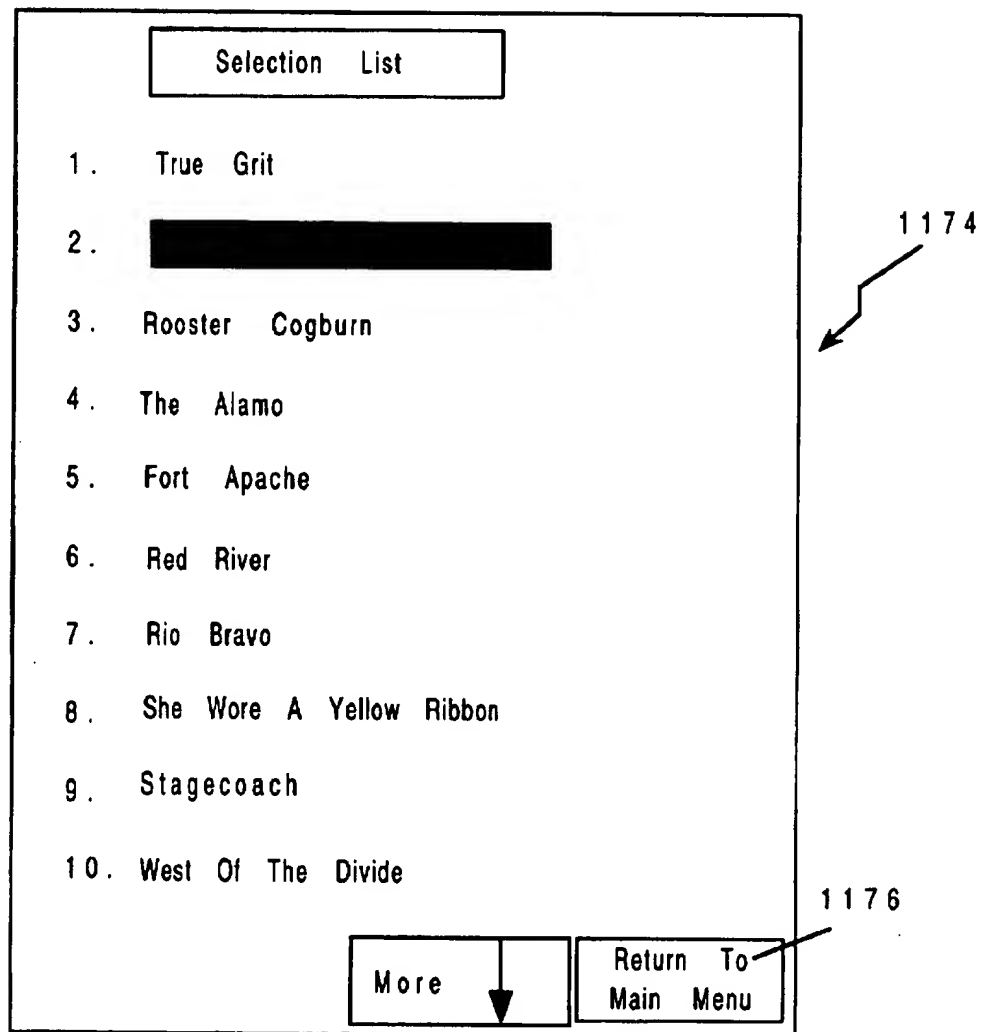 Selection List
1. True Grit
2.
3. Rooster Cogburn
1174
4. The Alamo
5. Fort Apache
6. Red River
7. Rio Bravo
8. She Wore A Yellow Ribbon
9. Stagecoach
10. West Of The Divide
1176
More
Return To
Main Menu